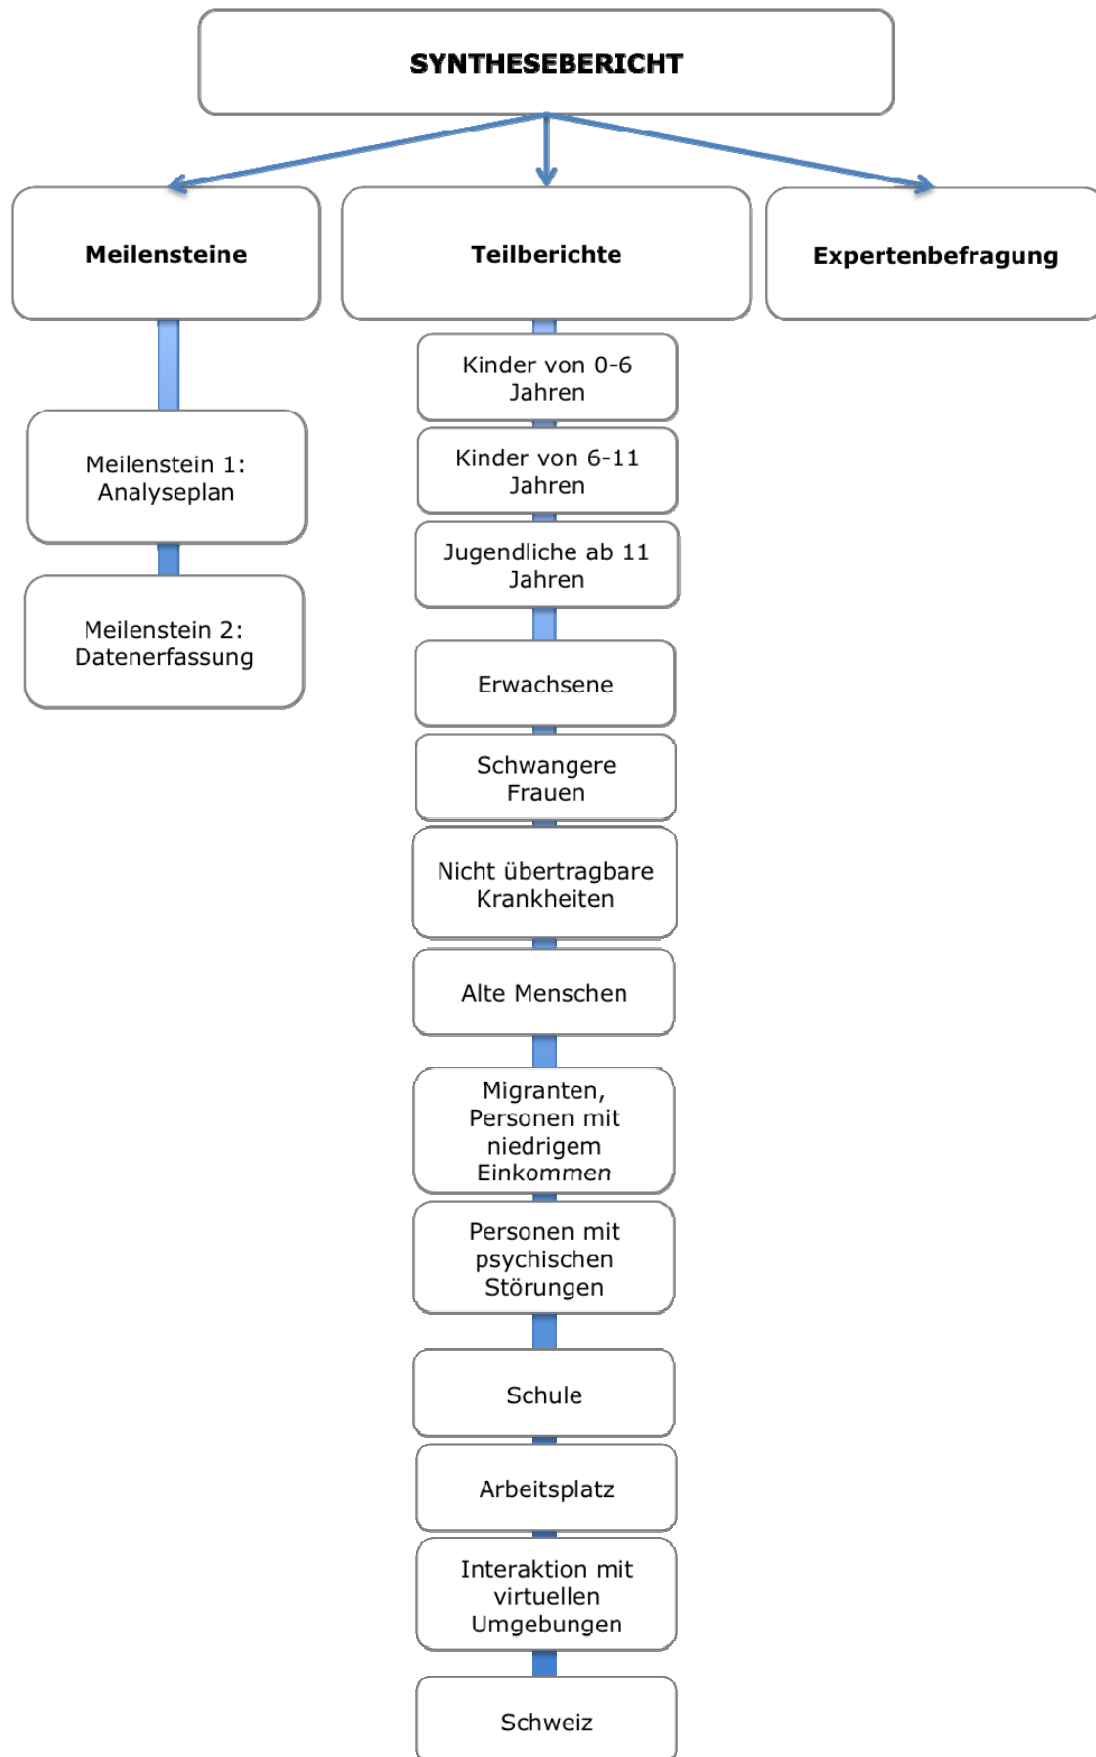 SYNTHESEBERICHT
Meilensteine
Teilberichte
Expertenbefragung
Meilenstein 1:
Analyseplan
Meilenstein 2:
Datenerfassung
Kinder von 0-6
Jahren
Kinder von 6-11
Jahren
Jugendliche ab 11
Jahren
Erwachsene
Schwangere
Frauen
Nicht übertragbare
Krankheiten
Alte Menschen
Migranten,
Personen mit
niedrigem
Einkommen
Personen mit
psychischen
Störungen
Schule
Arbeitsplatz
Interaktion mit
virtuellen
Umgebungen
Schweiz